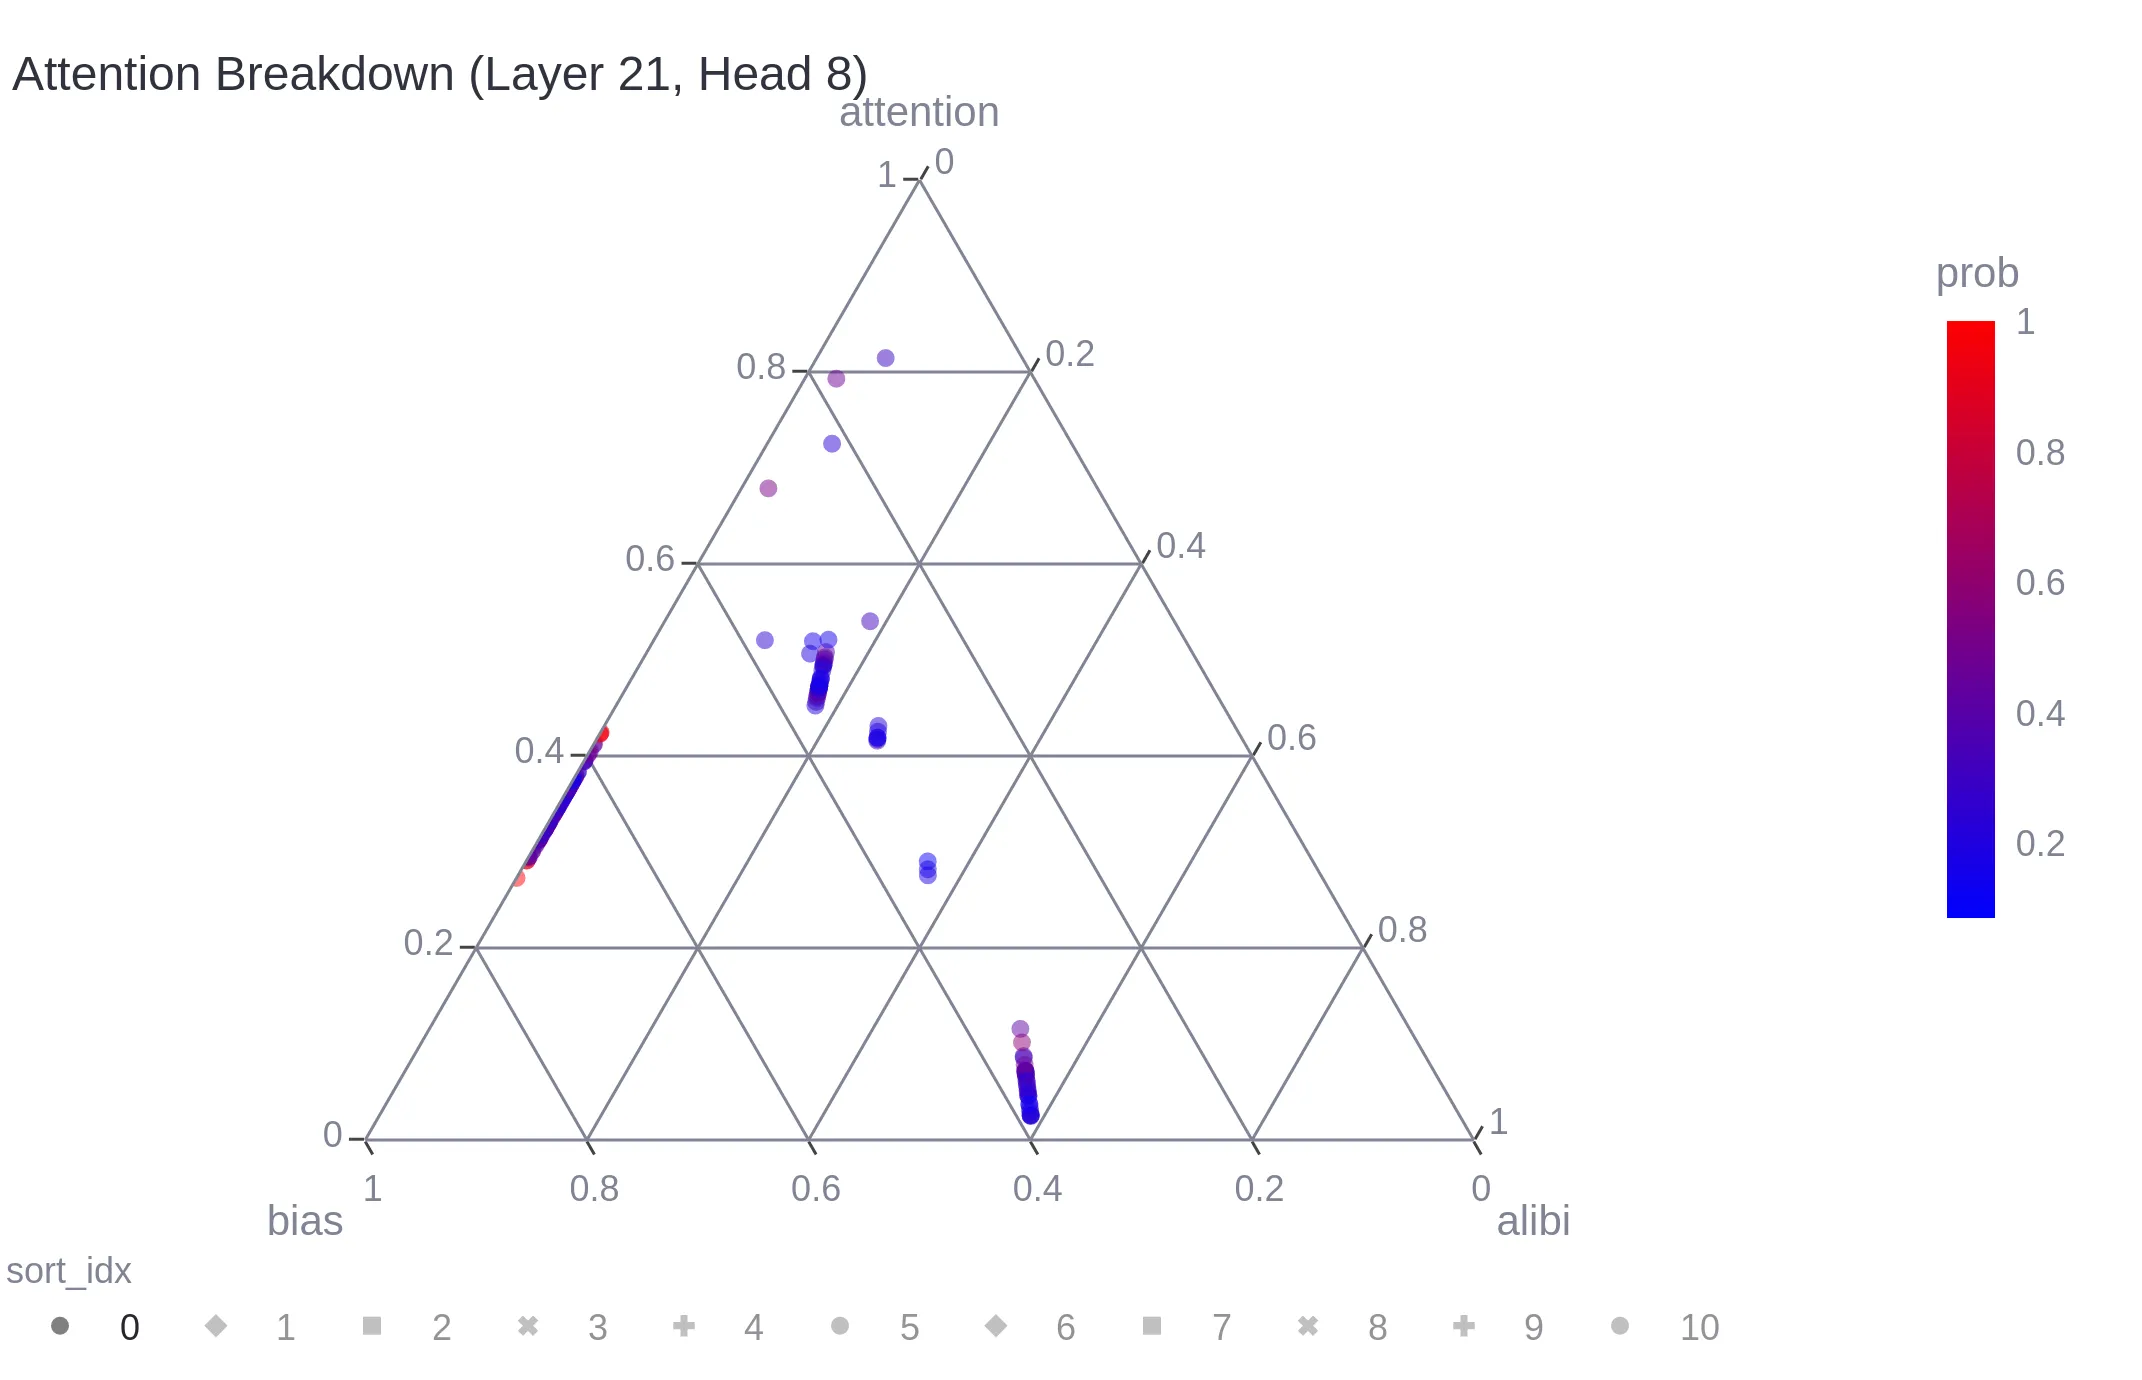 Attention Breakdown (Layer 21, Head 8)
attention
1 0
prob
1
0.8 0.2
0.8
0.6 0.4
0.6
0.4 0.6
0.4
0.2 0.8
0.2
0 1
1 0.8 0.6 0.4 0.2 0
bias alibi
sort_idx
0 1 2 3 4 5 6 7 8 9 10